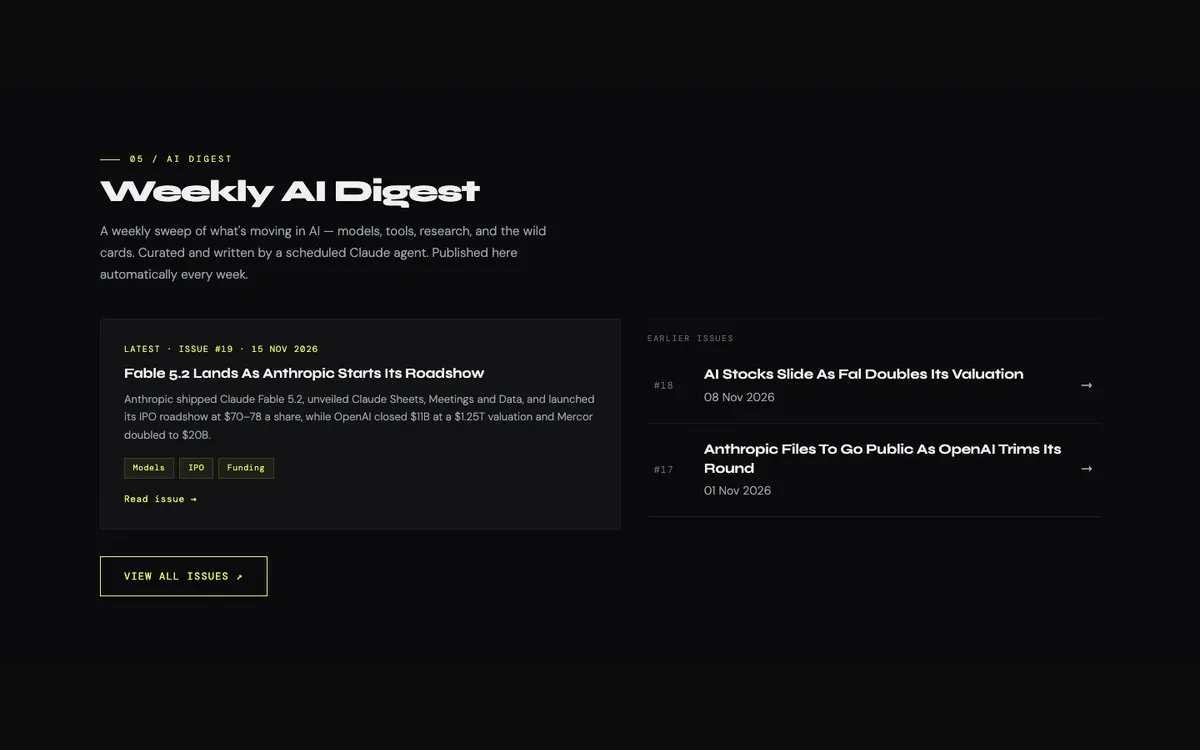 05 / AI DIGEST
Weekly AI Digest
A weekly sweep of what's moving in AI — models, tools, research, and the wild
cards. Curated and written by a scheduled Claude agent. Published here
automatically every week.
LATEST · ISSUE #19 · 15 NOV 2026
Fable 5.2 Lands As Anthropic Starts Its Roadshow
Anthropic shipped Claude Fable 5.2, unveiled Claude Sheets, Meetings and Data, and launched
its IPO roadshow at $70–78 a share, while OpenAI closed $11B at a $1.25T valuation and Mercor
doubled to $20B.
Models IPO Funding
Read issue →
EARLIER ISSUES
#18
AI Stocks Slide As Fal Doubles Its Valuation →
08 Nov 2026
#17
Anthropic Files To Go Public As OpenAI Trims Its
Round →
01 Nov 2026
VIEW ALL ISSUES ↗